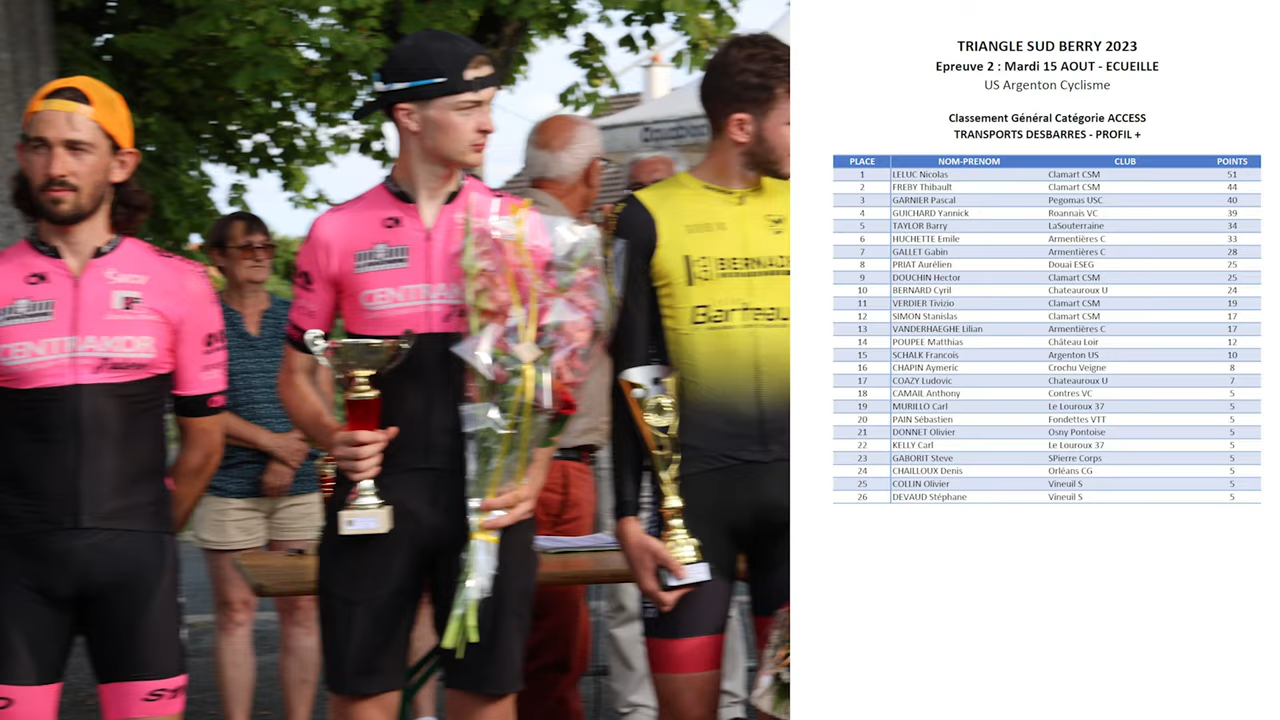 CENTRAKOR
CENTRAKOR
BERNARD
Barteau
TRIANGLE SUD BERRY 2023
Epreuve 2 : Mardi 15 AOUT - ECUEILLE
US Argenton Cyclisme
Classement Général Catégorie ACCESS
TRANSPORTS DESBARRES - PROFIL +
PLACE NOM-PRENOM CLUB POINTS
1 LELUC Nicolas Clamart CSM 51
2 FREBY Thibault Clamart CSM 44
3 GARNIER Pascal Pegomas USC 40
4 GUICHARD Yannick Roannais VC 39
5 TAYLOR Barry LaSouterraine 34
6 HUCHETTE Emile Armentières C 33
7 GALLET Gabin Armentières C 28
8 PRIAT Aurélien Douai ESEG 25
9 DOUCHIN Hector Clamart CSM 25
10 BERNARD Cyril Chateauroux U 24
11 VERDIER Tivizio Clamart CSM 19
12 SIMON Stanislas Clamart CSM 17
13 VANDERHAEGHE Lilian Armentières C 17
14 POUPEE Matthias Château Loir 12
15 SCHALK Francois Argenton US 10
16 CHAPIN Aymeric Crochu Veigne 8
17 COAZY Ludovic Chateauroux U 7
18 CAMAIL Anthony Contres VC 5
19 MURILLO Carl Le Louroux 37 5
20 PAIN Sébastien Fondettes VTT 5
21 DONNET Olivier Osny Pontoise 5
22 KELLY Carl Le Louroux 37 5
23 GABORIT Steve SPierre Corps 5
24 CHAILLOUX Denis Orléans CG 5
25 COLLIN Olivier Vineuil S 5
26 DEVAUD Stéphane Vineuil S 5